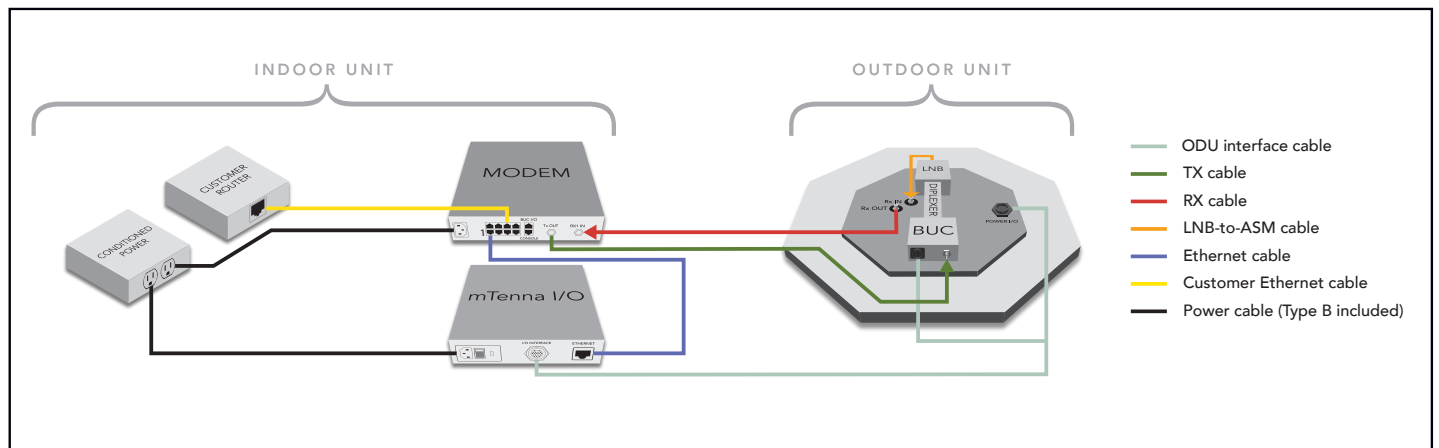 INDOOR UNIT
OUTDOOR UNIT
CUSTOMER
ROUTER
CONDITIONED
POWER
MODEM
BUC I/O
CONSOLE
Tx OUT
RX1 IN
mTenna I/O
I/O INTERFACE
ETHERNET
LNB
DIPLEXER
Rx IN
Rx OUT
BUC
POWER I/O
ODU interface cable
TX cable
RX cable
LNB-to-ASM cable
Ethernet cable
Customer Ethernet cable
Power cable (Type B included)